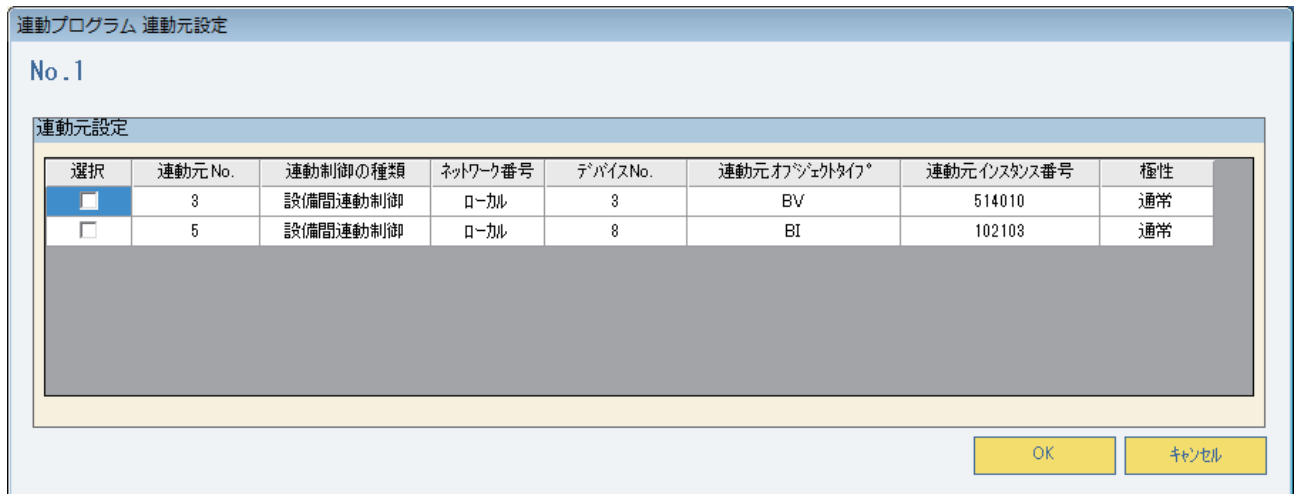 連動プログラム 連動元設定
No.1
連動元設定
選択 連動元No. 連動制御の種類 ネットワーク番号 デバイスNo. 連動元オブジェクトタイプ 連動元インスタンス番号 極性
3 設備間連動制御 ローカル 3 BV 514010 通常
5 設備間連動制御 ローカル 8 BI 102103 通常
OK キャンセル